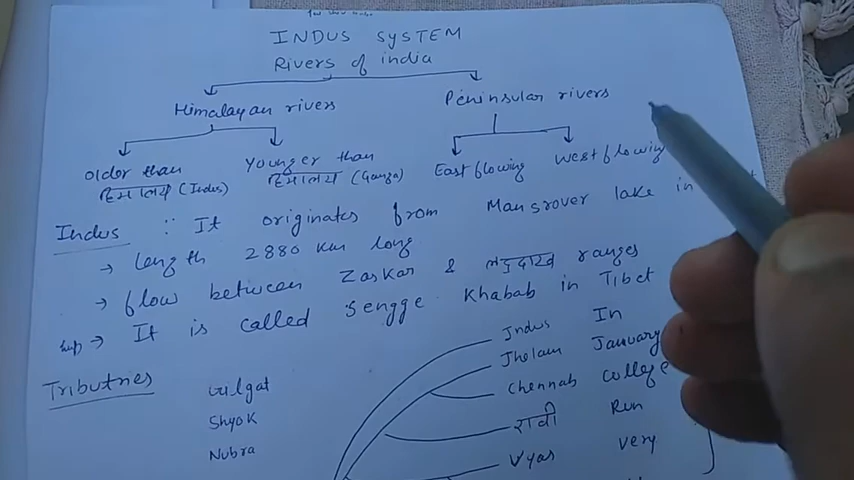 INDUS SYSTEM
Rivers of india
Himalayan rivers
Peninsular rivers
Older than
हिमालय (Indus)
Younger than
हिमालय (Ganga)
East flowing
West flowing
Indus : It originates from Mansrover lake in
→ length 2880 km long
→ flow between Zaskar & लद्दाख ranges
→ It is called Sengge Khabab in Tibet
Tributries
Gilgat
Shyok
Nubra
Indus In
Jhelam January
Chennab College
रावी Run
Vyas Very